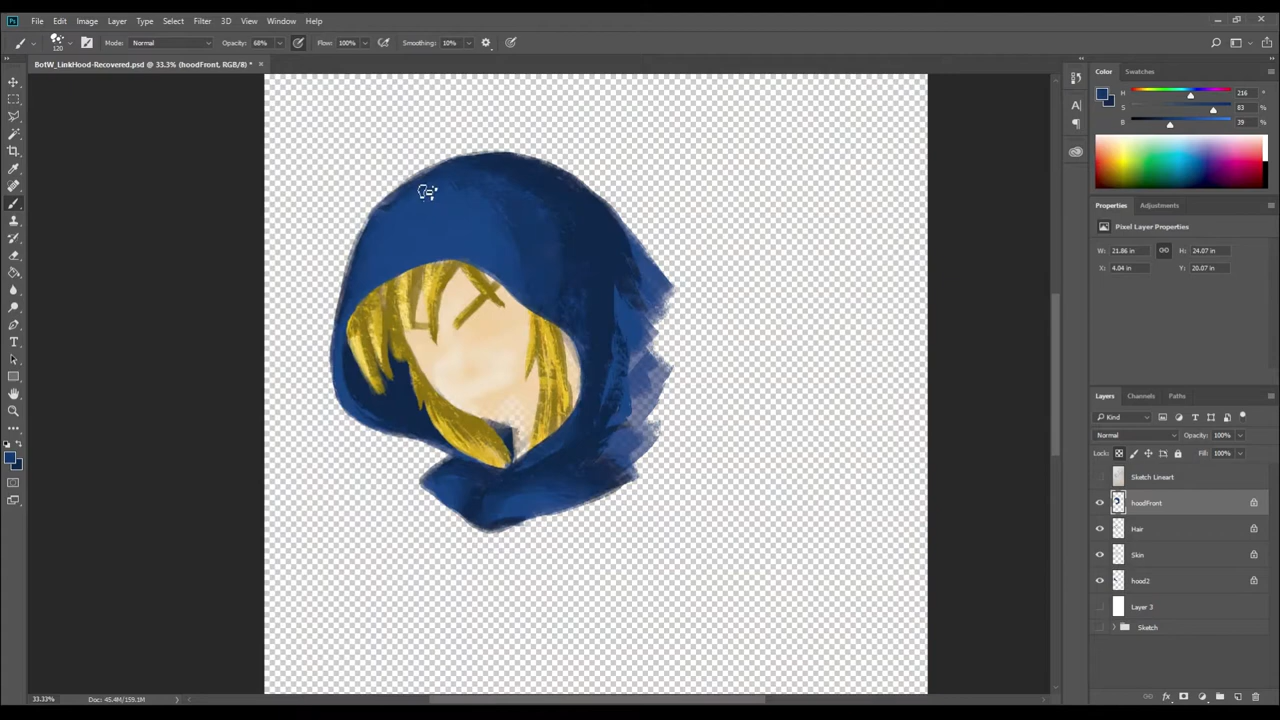 Ps File Edit Image Layer Type Select Filter 3D View Window Help
120 Mode: Normal Opacity: 68% Flow: 100% Smoothing: 10%
BotW_LinkHood-Recovered.psd @ 33.3% (hoodFront, RGB/8) * ×
Color Swatches
H 216 °
S 83 %
B 39 %
Properties Adjustments
Pixel Layer Properties
W: 21.86 in H: 24.07 in
X: 4.04 in Y: 20.07 in
Layers Channels Paths
Kind
Normal Opacity: 100%
Lock: Fill: 100%
Sketch Lineart
hoodFront
Hair
Skin
hood2
Layer 3
Sketch
33.33% Doc: 45.4M/159.1M